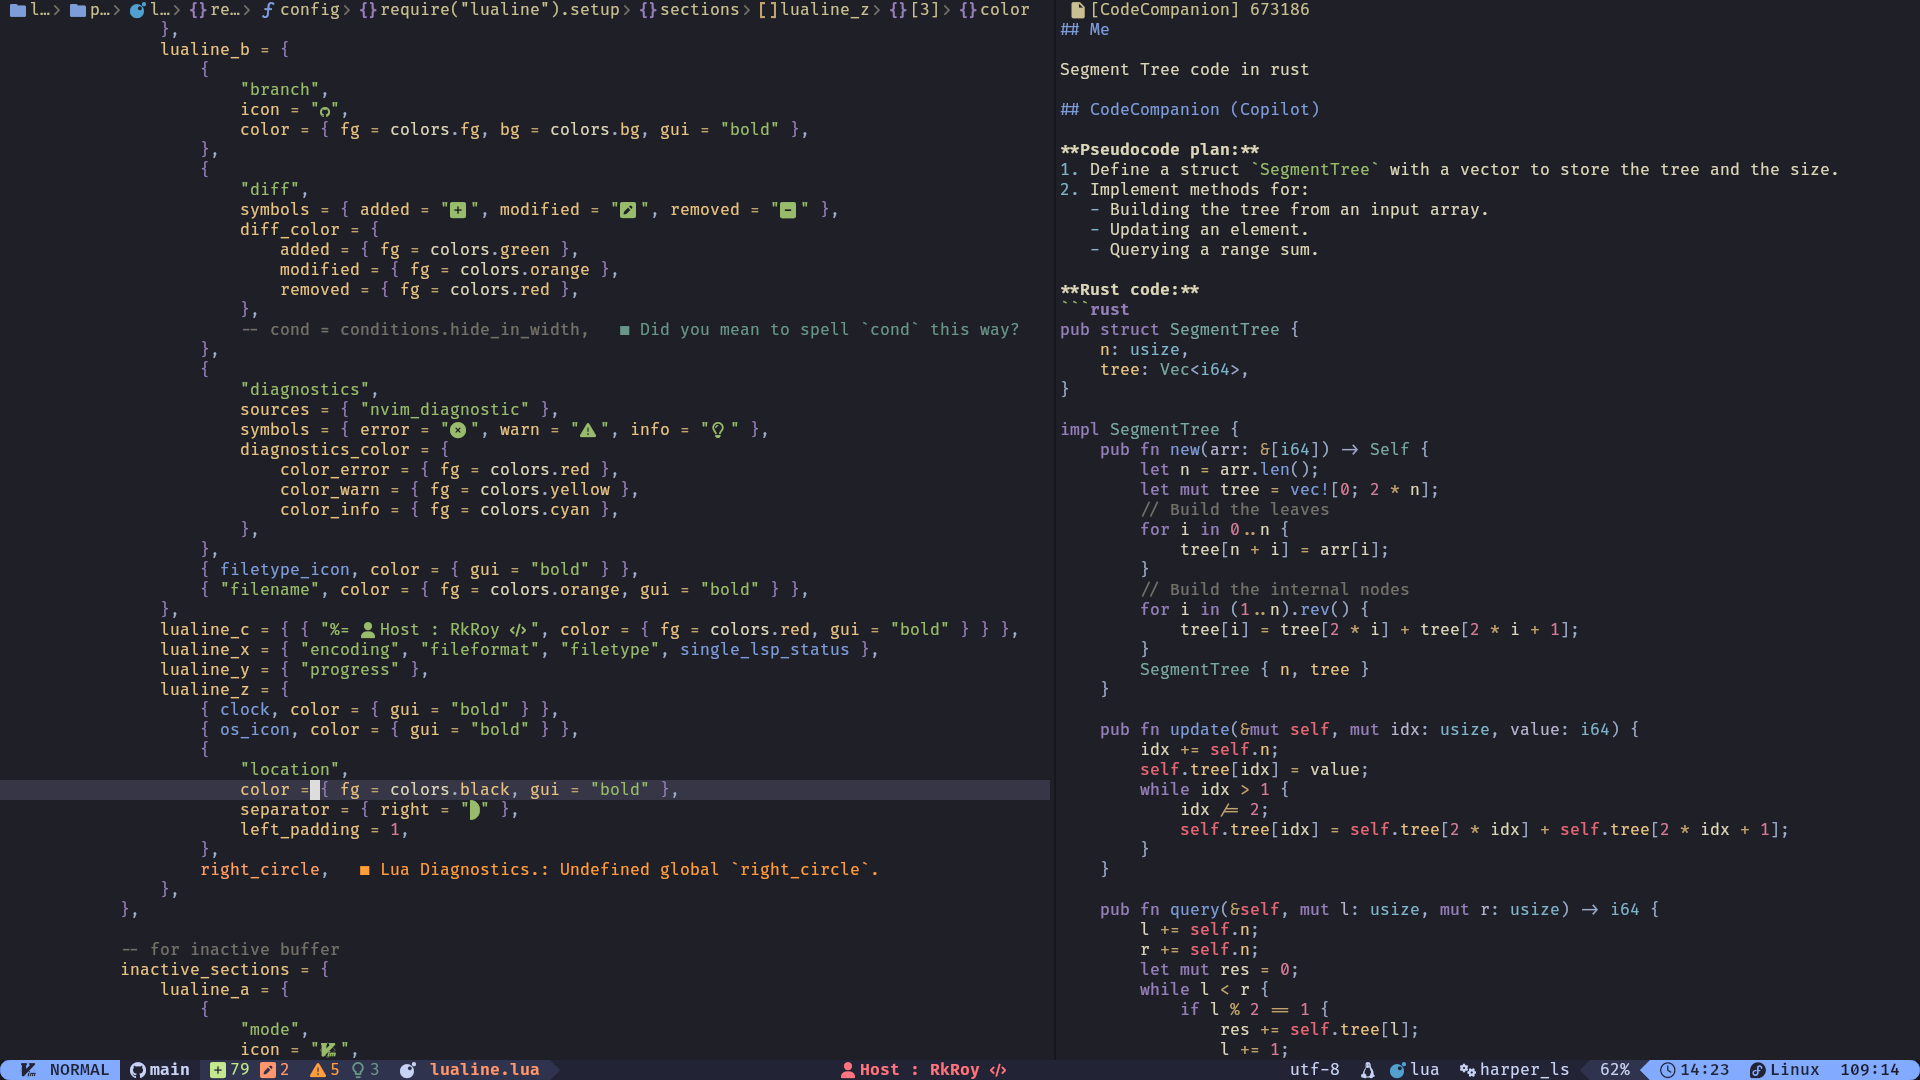 l…> p…> l…> {}re…> ƒ config> {}require("lualine").setup> {}sections> []lualine_z> {}[3]> {}color
            },
            lualine_b = {
                {
                    "branch",
                    icon = "",
                    color = { fg = colors.fg, bg = colors.bg, gui = "bold" },
                },
                {
                    "diff",
                    symbols = { added = " ", modified = " ", removed = " " },
                    diff_color = {
                        added = { fg = colors.green },
                        modified = { fg = colors.orange },
                        removed = { fg = colors.red },
                    },
                    -- cond = conditions.hide_in_width,   ■ Did you mean to spell `cond` this way?
                },
                {
                    "diagnostics",
                    sources = { "nvim_diagnostic" },
                    symbols = { error = " ", warn = " ", info = " " },
                    diagnostics_color = {
                        color_error = { fg = colors.red },
                        color_warn = { fg = colors.yellow },
                        color_info = { fg = colors.cyan },
                    },
                },
                { filetype_icon, color = { gui = "bold" } },
                { "filename", color = { fg = colors.orange, gui = "bold" } },
            },
            lualine_c = { { "%= Host : RkRoy </>", color = { fg = colors.red, gui = "bold" } } },
            lualine_x = { "encoding", "fileformat", "filetype", single_lsp_status },
            lualine_y = { "progress" },
            lualine_z = {
                { clock, color = { gui = "bold" } },
                { os_icon, color = { gui = "bold" } },
                {
                    "location",
                    color = { fg = colors.black, gui = "bold" },
                    separator = { right = "" },
                    left_padding = 1,
                },
                right_circle,   ■ Lua Diagnostics.: Undefined global `right_circle`.
            },
        },

        -- for inactive buffer
        inactive_sections = {
            lualine_a = {
                {
                    "mode",
                    icon = " ",
[CodeCompanion] 673186
## Me

Segment Tree code in rust

## CodeCompanion (Copilot)

**Pseudocode plan:**
1. Define a struct `SegmentTree` with a vector to store the tree and the size.
2. Implement methods for:
   - Building the tree from an input array.
   - Updating an element.
   - Querying a range sum.

**Rust code:**
```rust
pub struct SegmentTree {
    n: usize,
    tree: Vec<i64>,
}

impl SegmentTree {
    pub fn new(arr: &[i64]) -> Self {
        let n = arr.len();
        let mut tree = vec![0; 2 * n];
        // Build the leaves
        for i in 0..n {
            tree[n + i] = arr[i];
        }
        // Build the internal nodes
        for i in (1..n).rev() {
            tree[i] = tree[2 * i] + tree[2 * i + 1];
        }
        SegmentTree { n, tree }
    }

    pub fn update(&mut self, mut idx: usize, value: i64) {
        idx += self.n;
        self.tree[idx] = value;
        while idx > 1 {
            idx /= 2;
            self.tree[idx] = self.tree[2 * idx] + self.tree[2 * idx + 1];
        }
    }

    pub fn query(&self, mut l: usize, mut r: usize) -> i64 {
        l += self.n;
        r += self.n;
        let mut res = 0;
        while l < r {
            if l % 2 == 1 {
                res += self.tree[l];
                l += 1;
NORMAL main 79 2 5 3 lualine.lua Host : RkRoy </> utf-8 lua harper_ls 62% 14:23 Linux 109:14